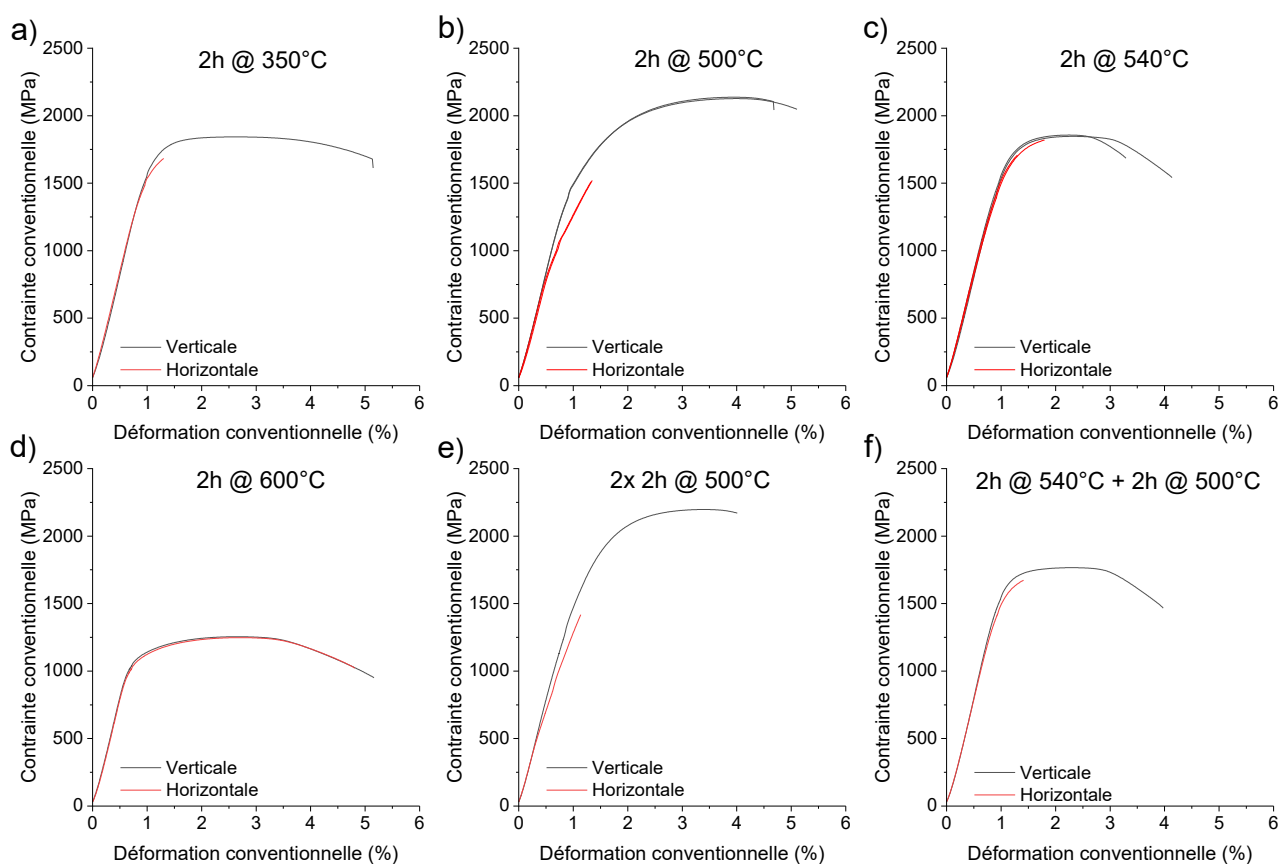 a)
2h @ 350°C
Contrainte conventionnelle (MPa)
2500
2000
1500
1000
500
0
Verticale
Horizontale
0 1 2 3 4 5 6
Déformation conventionnelle (%)
b)
2h @ 500°C
Contrainte conventionnelle (MPa)
2500
2000
1500
1000
500
0
Verticale
Horizontale
0 1 2 3 4 5 6
Déformation conventionnelle (%)
c)
2h @ 540°C
Contrainte conventionnelle (MPa)
2500
2000
1500
1000
500
0
Verticale
Horizontale
0 1 2 3 4 5 6
Déformation conventionnelle (%)
d)
2h @ 600°C
Contrainte conventionnelle (MPa)
2500
2000
1500
1000
500
0
Verticale
Horizontale
0 1 2 3 4 5 6
Déformation conventionnelle (%)
e)
2x 2h @ 500°C
Contrainte conventionnelle (MPa)
2500
2000
1500
1000
500
0
Verticale
Horizontale
0 1 2 3 4 5 6
Déformation conventionnelle (%)
f)
2h @ 540°C + 2h @ 500°C
Contrainte conventionnelle (MPa)
2500
2000
1500
1000
500
0
Verticale
Horizontale
0 1 2 3 4 5 6
Déformation conventionnelle (%)